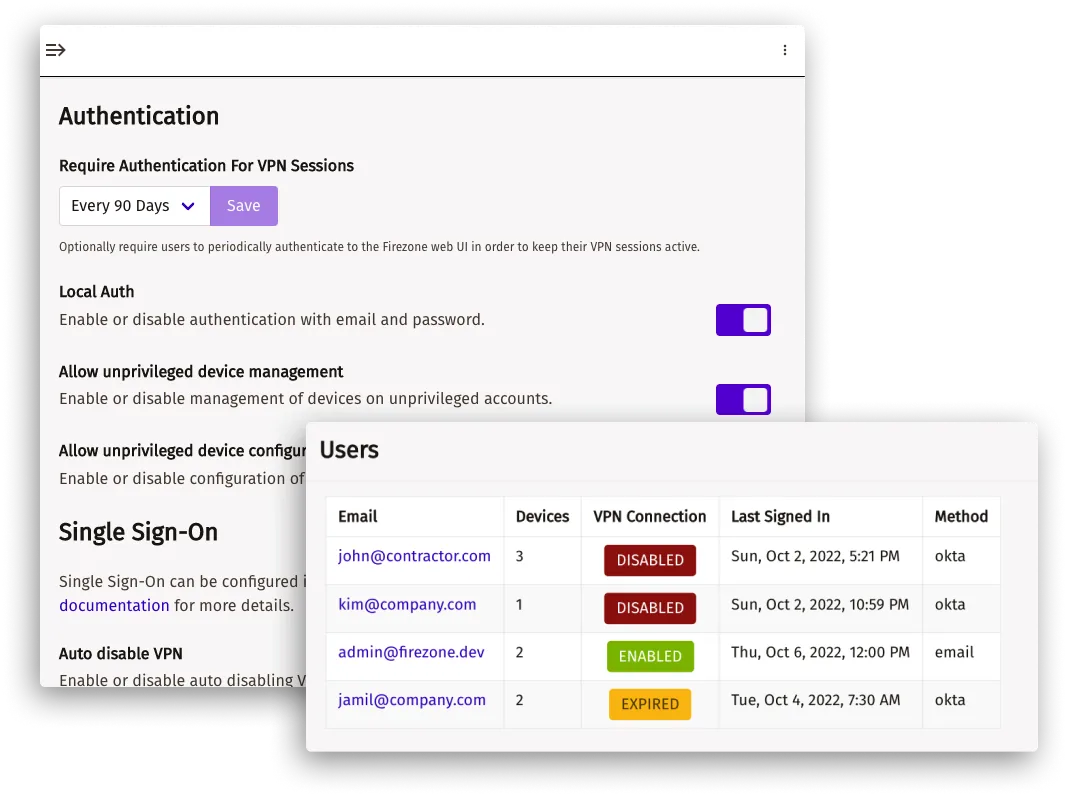 Authentication
Require Authentication For VPN Sessions
Every 90 Days Save
Optionally require users to periodically authenticate to the Firezone web UI in order to keep their VPN sessions active.
Local Auth
Enable or disable authentication with email and password.
Allow unprivileged device management
Enable or disable management of devices on unprivileged accounts.
Allow unprivileged device configur
Enable or disable configuration of
Single Sign-On
Single Sign-On can be configured i
documentation for more details.
Auto disable VPN
Enable or disable auto disabling V
Users
Email Devices VPN Connection Last Signed In Method
john@contractor.com 3 DISABLED Sun, Oct 2, 2022, 5:21 PM okta
kim@company.com 1 DISABLED Sun, Oct 2, 2022, 10:59 PM okta
admin@firezone.dev 2 ENABLED Thu, Oct 6, 2022, 12:00 PM email
jamil@company.com 2 EXPIRED Tue, Oct 4, 2022, 7:30 AM okta